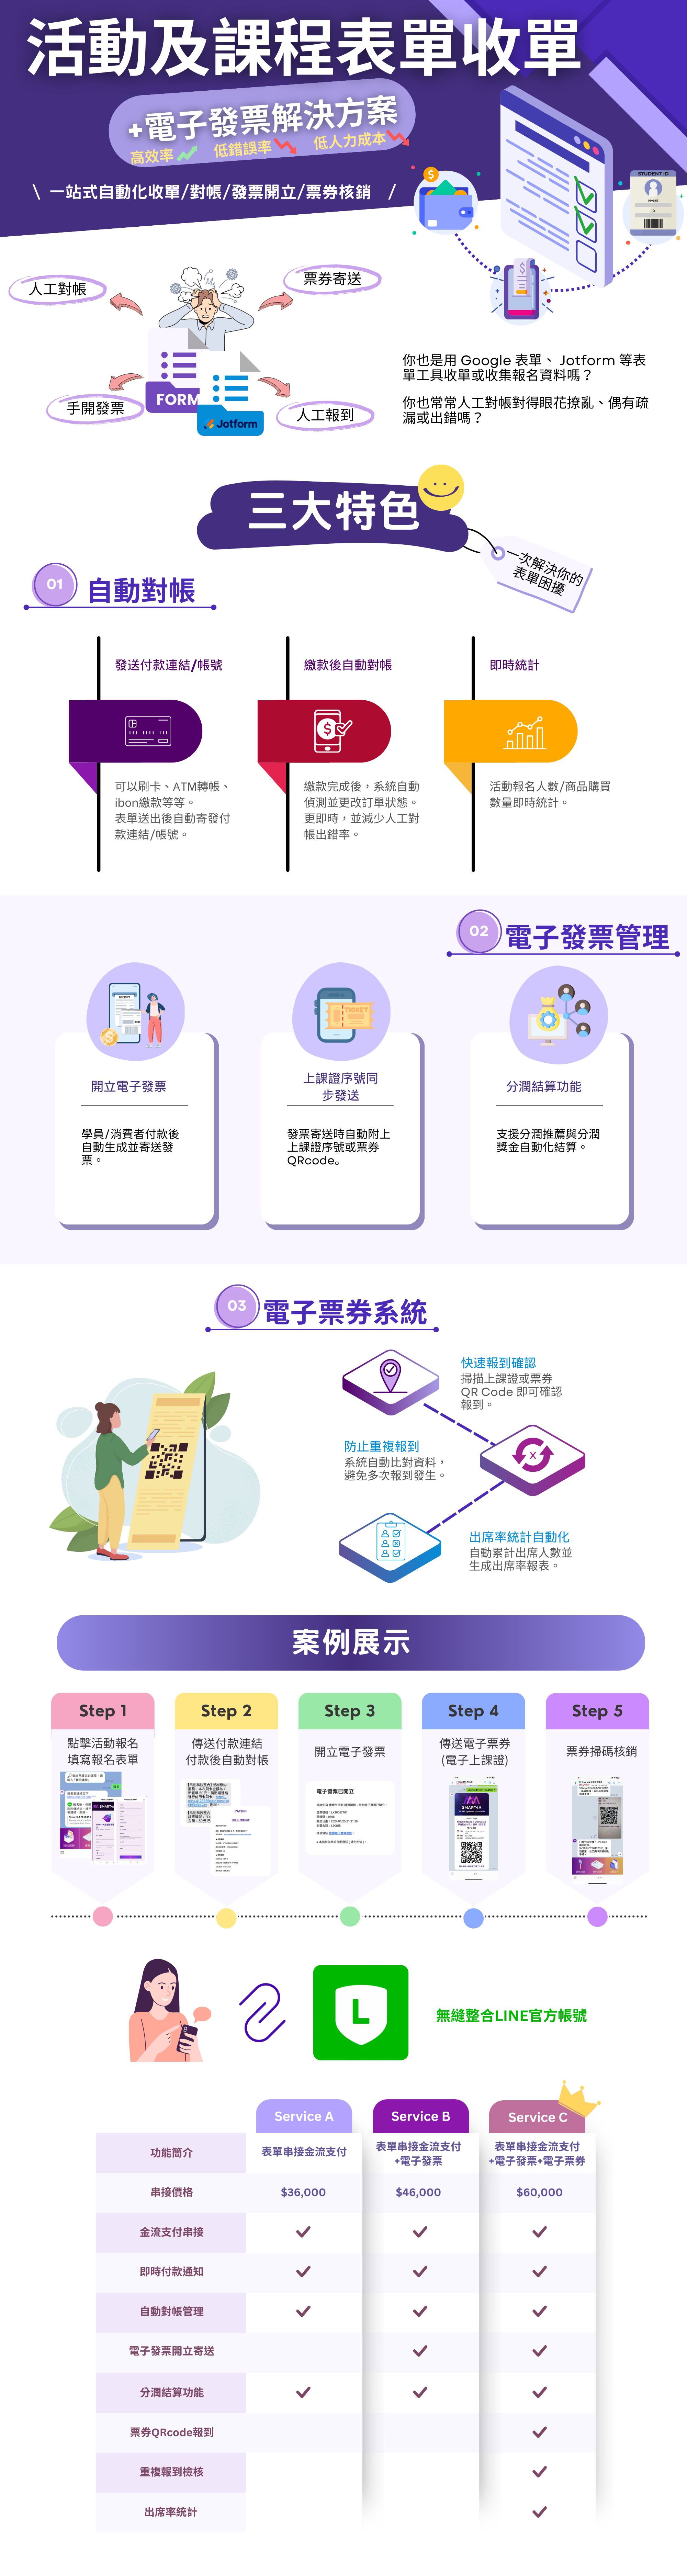 活動及課程表單收單
+電子發票解決方案
高效率
低錯誤率
低人力成本
\ 一站式自動化收單/對帳/發票開立/票券核銷 /
STUDENT ID
人工對帳
票券寄送
手開發票
人工報到
FORM
Jotform
你也是用 Google 表單、 Jotform 等表
單工具收單或收集報名資料嗎？
你也常常人工對帳對得眼花撩亂、偶有疏
漏或出錯嗎？
三大特色
一次解決你的
表單困擾
01
自動對帳
發送付款連結/帳號
可以刷卡、ATM轉帳、
ibon繳款等等。
表單送出後自動寄發付
款連結/帳號。
繳款後自動對帳
繳款完成後，系統自動
偵測並更改訂單狀態。
更即時，並減少人工對
帳出錯率。
即時統計
活動報名人數/商品購買
數量即時統計。
02
電子發票管理
開立電子發票
學員/消費者付款後
自動生成並寄送發
票。
TICKET
上課證序號同
步發送
發票寄送時自動附上
上課證序號或票券
QRcode。
分潤結算功能
支援分潤推薦與分潤
獎金自動化結算。
03
電子票券系統
快速報到確認
掃描上課證或票券
QR Code 即可確認
報到。
防止重複報到
系統自動比對資料，
避免多次報到發生。
X
出席率統計自動化
自動累計出席人數並
生成出席率報表。
案例展示
Step 1
點擊活動報名
填寫報名表單
Step 2
傳送付款連結
付款後自動對帳
Step 3
開立電子發票
電子發票已開立
Step 4
傳送電子票券
(電子上課證)
Step 5
票券掃碼核銷
L
無縫整合LINE官方帳號
Service A
Service B
Service C
功能簡介
表單串接金流支付
表單串接金流支付
+電子發票
表單串接金流支付
+電子發票+電子票券
串接價格
$36,000
$46,000
$60,000
金流支付串接
即時付款通知
自動對帳管理
電子發票開立寄送
分潤結算功能
票券QRcode報到
重複報到檢核
出席率統計